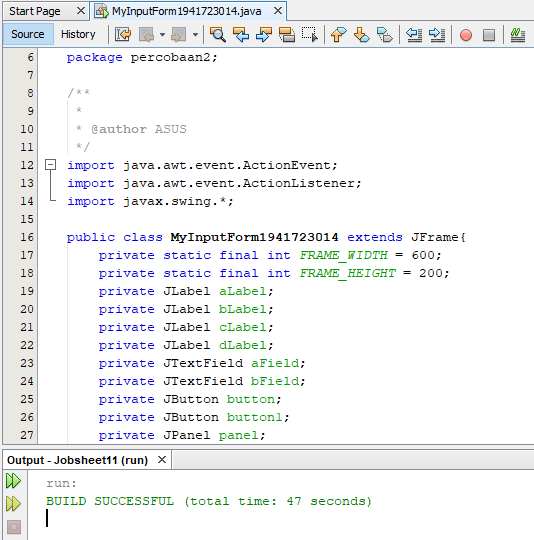 Start Page
MyInputForm1941723014.java
Source History
6 package percobaan2;
7
8 /**
9 *
10 * @author ASUS
11 */
12 import java.awt.event.ActionEvent;
13 import java.awt.event.ActionListener;
14 import javax.swing.*;
15
16 public class MyInputForm1941723014 extends JFrame{
17 private static final int FRAME_WIDTH = 600;
18 private static final int FRAME_HEIGHT = 200;
19 private JLabel aLabel;
20 private JLabel bLabel;
21 private JLabel cLabel;
22 private JLabel dLabel;
23 private JTextField aField;
24 private JTextField bField;
25 private JButton button;
26 private JButton button1;
27 private JPanel panel;
Output - Jobsheet11 (run)
run:
BUILD SUCCESSFUL (total time: 47 seconds)